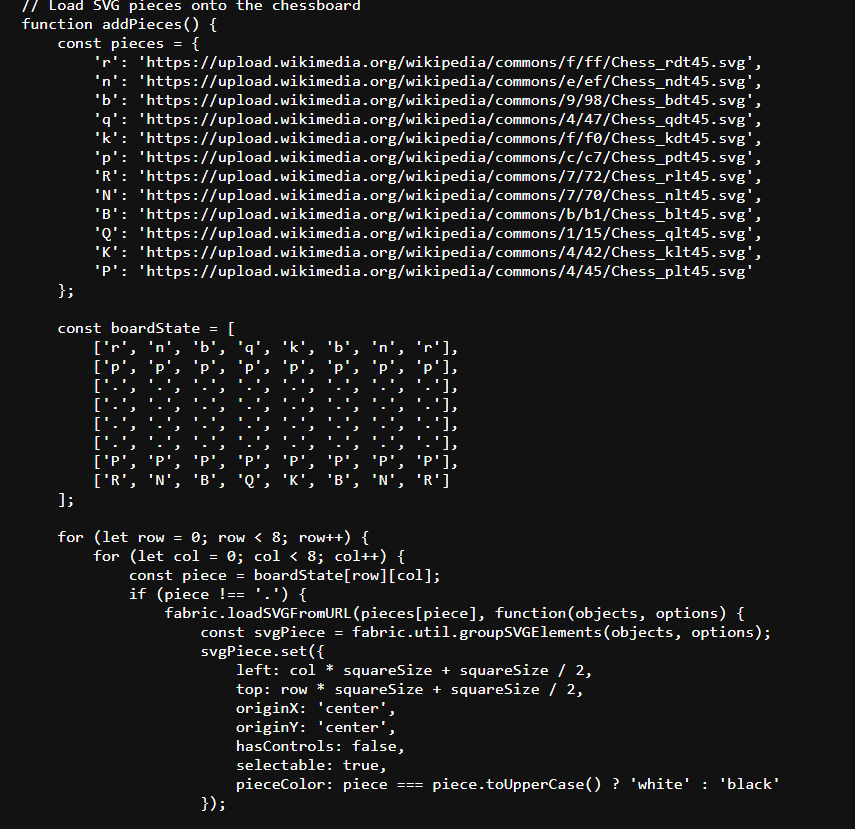 // Load SVG pieces onto the chessboard
function addPieces() {
    const pieces = {
        'r': 'https://upload.wikimedia.org/wikipedia/commons/f/ff/Chess_rdt45.svg',
        'n': 'https://upload.wikimedia.org/wikipedia/commons/e/ef/Chess_ndt45.svg',
        'b': 'https://upload.wikimedia.org/wikipedia/commons/9/98/Chess_bdt45.svg',
        'q': 'https://upload.wikimedia.org/wikipedia/commons/4/47/Chess_qdt45.svg',
        'k': 'https://upload.wikimedia.org/wikipedia/commons/f/f0/Chess_kdt45.svg',
        'p': 'https://upload.wikimedia.org/wikipedia/commons/c/c7/Chess_pdt45.svg',
        'R': 'https://upload.wikimedia.org/wikipedia/commons/7/72/Chess_rlt45.svg',
        'N': 'https://upload.wikimedia.org/wikipedia/commons/7/70/Chess_nlt45.svg',
        'B': 'https://upload.wikimedia.org/wikipedia/commons/b/b1/Chess_blt45.svg',
        'Q': 'https://upload.wikimedia.org/wikipedia/commons/1/15/Chess_qlt45.svg',
        'K': 'https://upload.wikimedia.org/wikipedia/commons/4/42/Chess_klt45.svg',
        'P': 'https://upload.wikimedia.org/wikipedia/commons/4/45/Chess_plt45.svg'
    };
    const boardState = [
        ['r', 'n', 'b', 'q', 'k', 'b', 'n', 'r'],
        ['p', 'p', 'p', 'p', 'p', 'p', 'p', 'p'],
        ['.', '.', '.', '.', '.', '.', '.', '.'],
        ['.', '.', '.', '.', '.', '.', '.', '.'],
        ['.', '.', '.', '.', '.', '.', '.', '.'],
        ['.', '.', '.', '.', '.', '.', '.', '.'],
        ['P', 'P', 'P', 'P', 'P', 'P', 'P', 'P'],
        ['R', 'N', 'B', 'Q', 'K', 'B', 'N', 'R']
    ];
    for (let row = 0; row < 8; row++) {
        for (let col = 0; col < 8; col++) {
            const piece = boardState[row][col];
            if (piece !== '.') {
                fabric.loadSVGFromURL(pieces[piece], function(objects, options) {
                    const svgPiece = fabric.util.groupSVGElements(objects, options);
                    svgPiece.set({
                        left: col * squareSize + squareSize / 2,
                        top: row * squareSize + squareSize / 2,
                        originX: 'center',
                        originY: 'center',
                        hasControls: false,
                        selectable: true,
                        pieceColor: piece === piece.toUpperCase() ? 'white' : 'black'
                    });